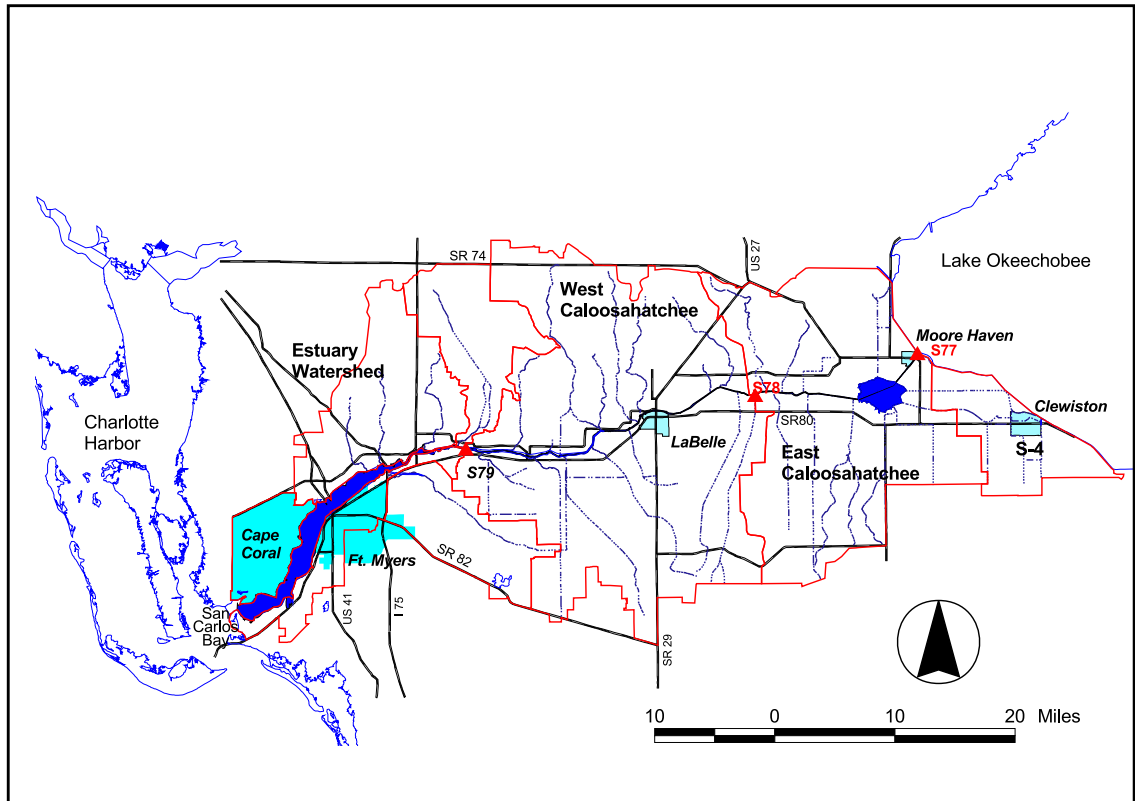 SR 74
US 27
Lake Okeechobee
West
Caloosahatchee
Moore Haven
S77
Estuary
Watershed
S78
Charlotte
Harbor
Clewiston
SR80
LaBelle
S-4
East
Caloosahatchee
S79
Cape
Coral
Ft. Myers
SR 82
San
Carlos
Bay
US 41
I 75
SR 29
10 0 10 20 Miles